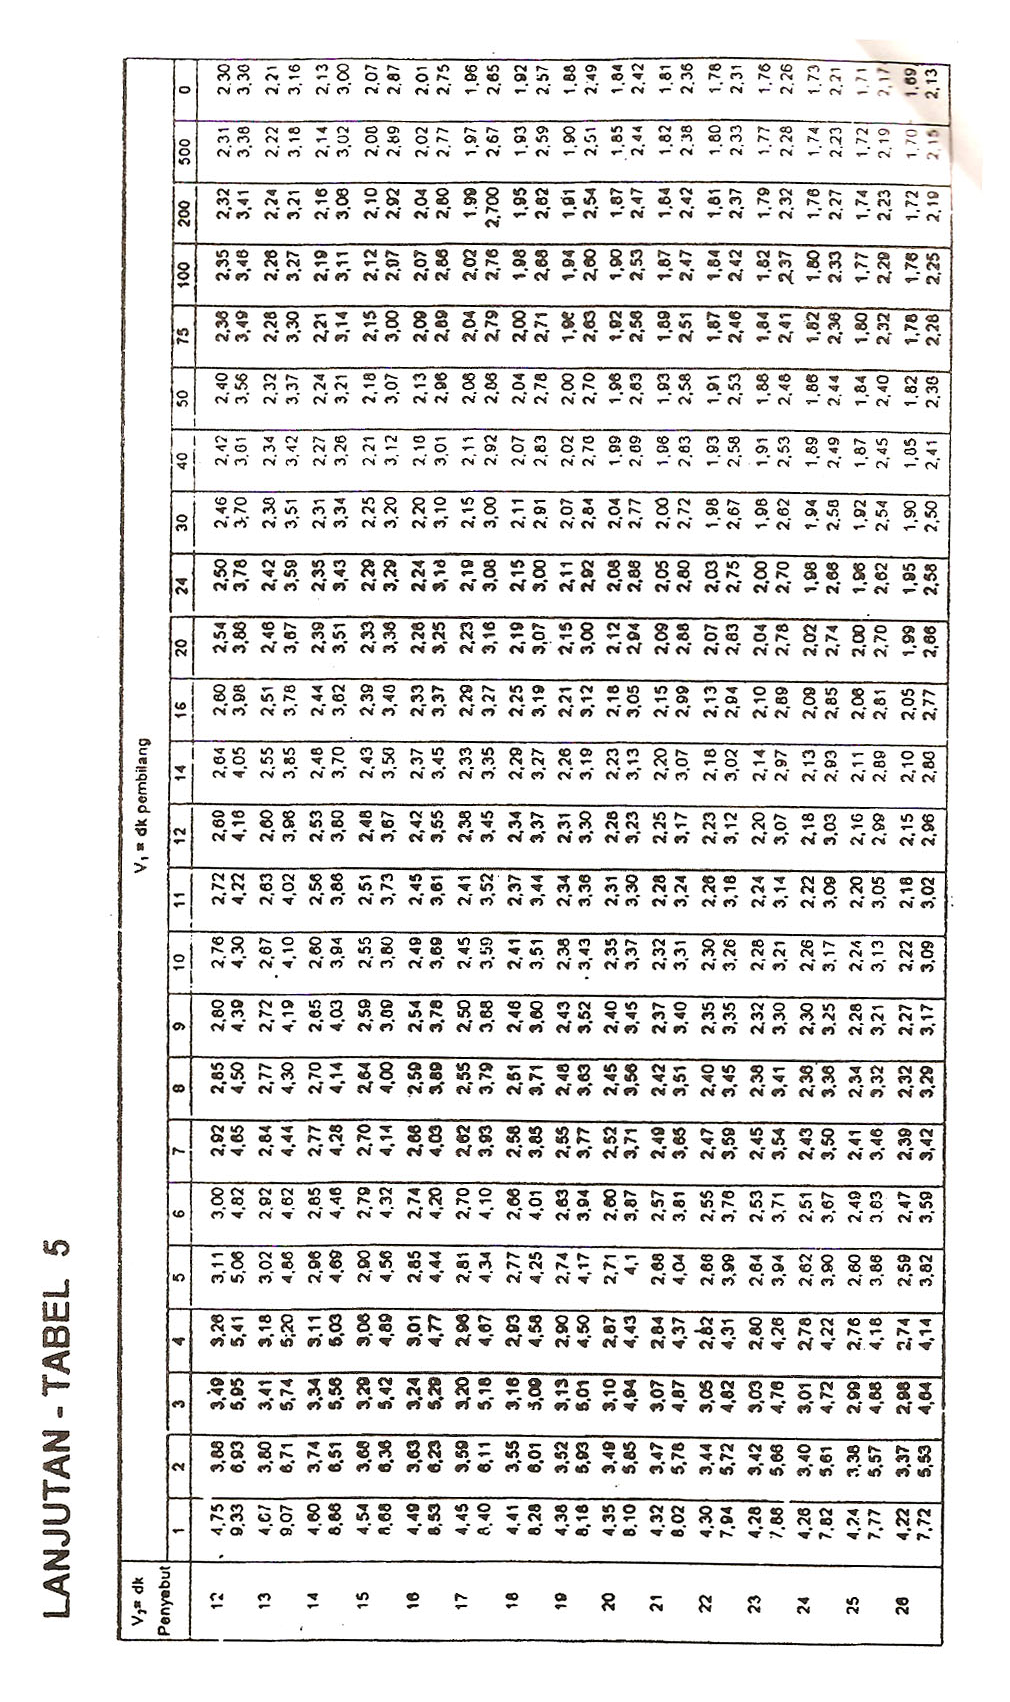 LANJUTAN - TABEL 5
V₂= dk Penyebut V₁ = dk pembilang
1 2 3 4 5 6 7 8 9 10 11 12 14 16 20 24 30 40 50 75 100 200 500 0
12 4,75 3,88 3,49 3,26 3,11 3,00 2,92 2,85 2,80 2,76 2,72 2,60 2,64 2,60 2,54 2,50 2,46 2,42 2,40 2,36 2,35 2,32 2,31 2,30
9,33 6,93 5,95 5,41 5,06 4,82 4,65 4,50 4,39 4,30 4,22 4,16 4,05 3,98 3,86 3,78 3,70 3,61 3,56 3,49 3,46 3,41 3,38 3,36
13 4,67 3,80 3,41 3,18 3,02 2,92 2,84 2,77 2,72 2,67 2,63 2,60 2,55 2,51 2,46 2,42 2,38 2,34 2,32 2,28 2,26 2,24 2,22 2,21
9,07 6,71 5,74 5,20 4,86 4,62 4,44 4,30 4,19 4,10 4,02 3,96 3,85 3,78 3,67 3,59 3,51 3,42 3,37 3,30 3,27 3,21 3,18 3,16
14 4,60 3,74 3,34 3,11 2,96 2,85 2,77 2,70 2,65 2,60 2,56 2,53 2,48 2,44 2,39 2,35 2,31 2,27 2,24 2,21 2,19 2,16 2,14 2,13
8,86 6,51 5,56 5,03 4,69 4,46 4,28 4,14 4,03 3,94 3,86 3,80 3,70 3,62 3,51 3,43 3,34 3,26 3,21 3,14 3,11 3,06 3,02 3,00
15 4,54 3,68 3,29 3,06 2,90 2,79 2,70 2,64 2,59 2,55 2,51 2,48 2,43 2,39 2,33 2,29 2,25 2,21 2,18 2,15 2,12 2,10 2,08 2,07
8,68 6,36 5,42 4,89 4,56 4,32 4,14 4,00 3,89 3,80 3,73 3,67 3,56 3,48 3,36 3,29 3,20 3,12 3,07 3,00 2,97 2,92 2,89 2,87
16 4,49 3,63 3,24 3,01 2,85 2,74 2,66 2,59 2,54 2,49 2,45 2,42 2,37 2,33 2,28 2,24 2,20 2,16 2,13 2,09 2,07 2,04 2,02 2,01
8,53 6,23 5,29 4,77 4,44 4,20 4,03 3,89 3,78 3,69 3,61 3,55 3,45 3,37 3,25 3,18 3,10 3,01 2,96 2,89 2,86 2,80 2,77 2,75
17 4,45 3,59 3,20 2,96 2,81 2,70 2,62 2,55 2,50 2,45 2,41 2,38 2,33 2,29 2,23 2,19 2,15 2,11 2,08 2,04 2,02 1,99 1,97 1,96
8,40 6,11 5,18 4,67 4,34 4,10 3,93 3,79 3,68 3,59 3,52 3,45 3,35 3,27 3,16 3,08 3,00 2,92 2,86 2,79 2,76 2,700 2,67 2,65
18 4,41 3,55 3,16 2,93 2,77 2,66 2,58 2,51 2,46 2,41 2,37 2,34 2,29 2,25 2,19 2,15 2,11 2,07 2,04 2,00 1,98 1,95 1,93 1,92
8,28 6,01 5,09 4,58 4,25 4,01 3,85 3,71 3,60 3,51 3,44 3,37 3,27 3,19 3,07 3,00 2,91 2,83 2,78 2,71 2,68 2,62 2,59 2,57
19 4,38 3,52 3,13 2,90 2,74 2,63 2,55 2,48 2,43 2,38 2,34 2,31 2,26 2,21 2,15 2,11 2,07 2,02 2,00 1,96 1,94 1,91 1,90 1,88
8,18 5,93 5,01 4,50 4,17 3,94 3,77 3,63 3,52 3,43 3,36 3,30 3,19 3,12 3,00 2,92 2,84 2,76 2,70 2,63 2,60 2,54 2,51 2,49
20 4,35 3,49 3,10 2,87 2,71 2,60 2,52 2,45 2,40 2,35 2,31 2,28 2,23 2,18 2,12 2,08 2,04 1,99 1,96 1,92 1,90 1,87 1,85 1,84
8,10 5,85 4,94 4,43 4,1 3,87 3,71 3,56 3,45 3,37 3,30 3,23 3,13 3,05 2,94 2,86 2,77 2,69 2,63 2,56 2,53 2,47 2,44 2,42
21 4,32 3,47 3,07 2,84 2,68 2,57 2,49 2,42 2,37 2,32 2,28 2,25 2,20 2,15 2,09 2,05 2,00 1,96 1,93 1,89 1,87 1,84 1,82 1,81
8,02 5,78 4,87 4,37 4,04 3,81 3,65 3,51 3,40 3,31 3,24 3,17 3,07 2,99 2,88 2,80 2,72 2,63 2,58 2,51 2,47 2,42 2,38 2,36
22 4,30 3,44 3,05 2,82 2,66 2,55 2,47 2,40 2,35 2,30 2,26 2,23 2,18 2,13 2,07 2,03 1,98 1,93 1,91 1,87 1,84 1,81 1,80 1,78
7,94 5,72 4,82 4,31 3,99 3,76 3,59 3,45 3,35 3,26 3,18 3,12 3,02 2,94 2,83 2,75 2,67 2,58 2,53 2,46 2,42 2,37 2,33 2,31
23 4,28 3,42 3,03 2,80 2,64 2,53 2,45 2,38 2,32 2,28 2,24 2,20 2,14 2,10 2,04 2,00 1,96 1,91 1,88 1,84 1,82 1,79 1,77 1,76
7,88 5,66 4,76 4,26 3,94 3,71 3,54 3,41 3,30 3,21 3,14 3,07 2,97 2,89 2,78 2,70 2,62 2,53 2,48 2,41 2,37 2,32 2,28 2,26
24 4,26 3,40 3,01 2,78 2,62 2,51 2,43 2,36 2,30 2,26 2,22 2,18 2,13 2,09 2,02 1,98 1,94 1,89 1,86 1,82 1,80 1,76 1,74 1,73
7,82 5,61 4,72 4,22 3,90 3,67 3,50 3,36 3,25 3,17 3,09 3,03 2,93 2,85 2,74 2,66 2,58 2,49 2,44 2,36 2,33 2,27 2,23 2,21
25 4,24 3,38 2,99 2,76 2,60 2,49 2,41 2,34 2,28 2,24 2,20 2,16 2,11 2,06 2,00 1,96 1,92 1,87 1,84 1,80 1,77 1,74 1,72 1,71
7,77 5,57 4,68 4,18 3,86 3,63 3,46 3,32 3,21 3,13 3,05 2,99 2,89 2,81 2,70 2,62 2,54 2,45 2,40 2,32 2,29 2,23 2,19 2,17
26 4,22 3,37 2,98 2,74 2,59 2,47 2,39 2,32 2,27 2,22 2,18 2,15 2,10 2,05 1,99 1,95 1,90 1,85 1,82 1,78 1,76 1,72 1,70 1,69
7,72 5,53 4,64 4,14 3,82 3,59 3,42 3,29 3,17 3,09 3,02 2,96 2,86 2,77 2,66 2,58 2,50 2,41 2,36 2,28 2,25 2,19 2,15 2,13